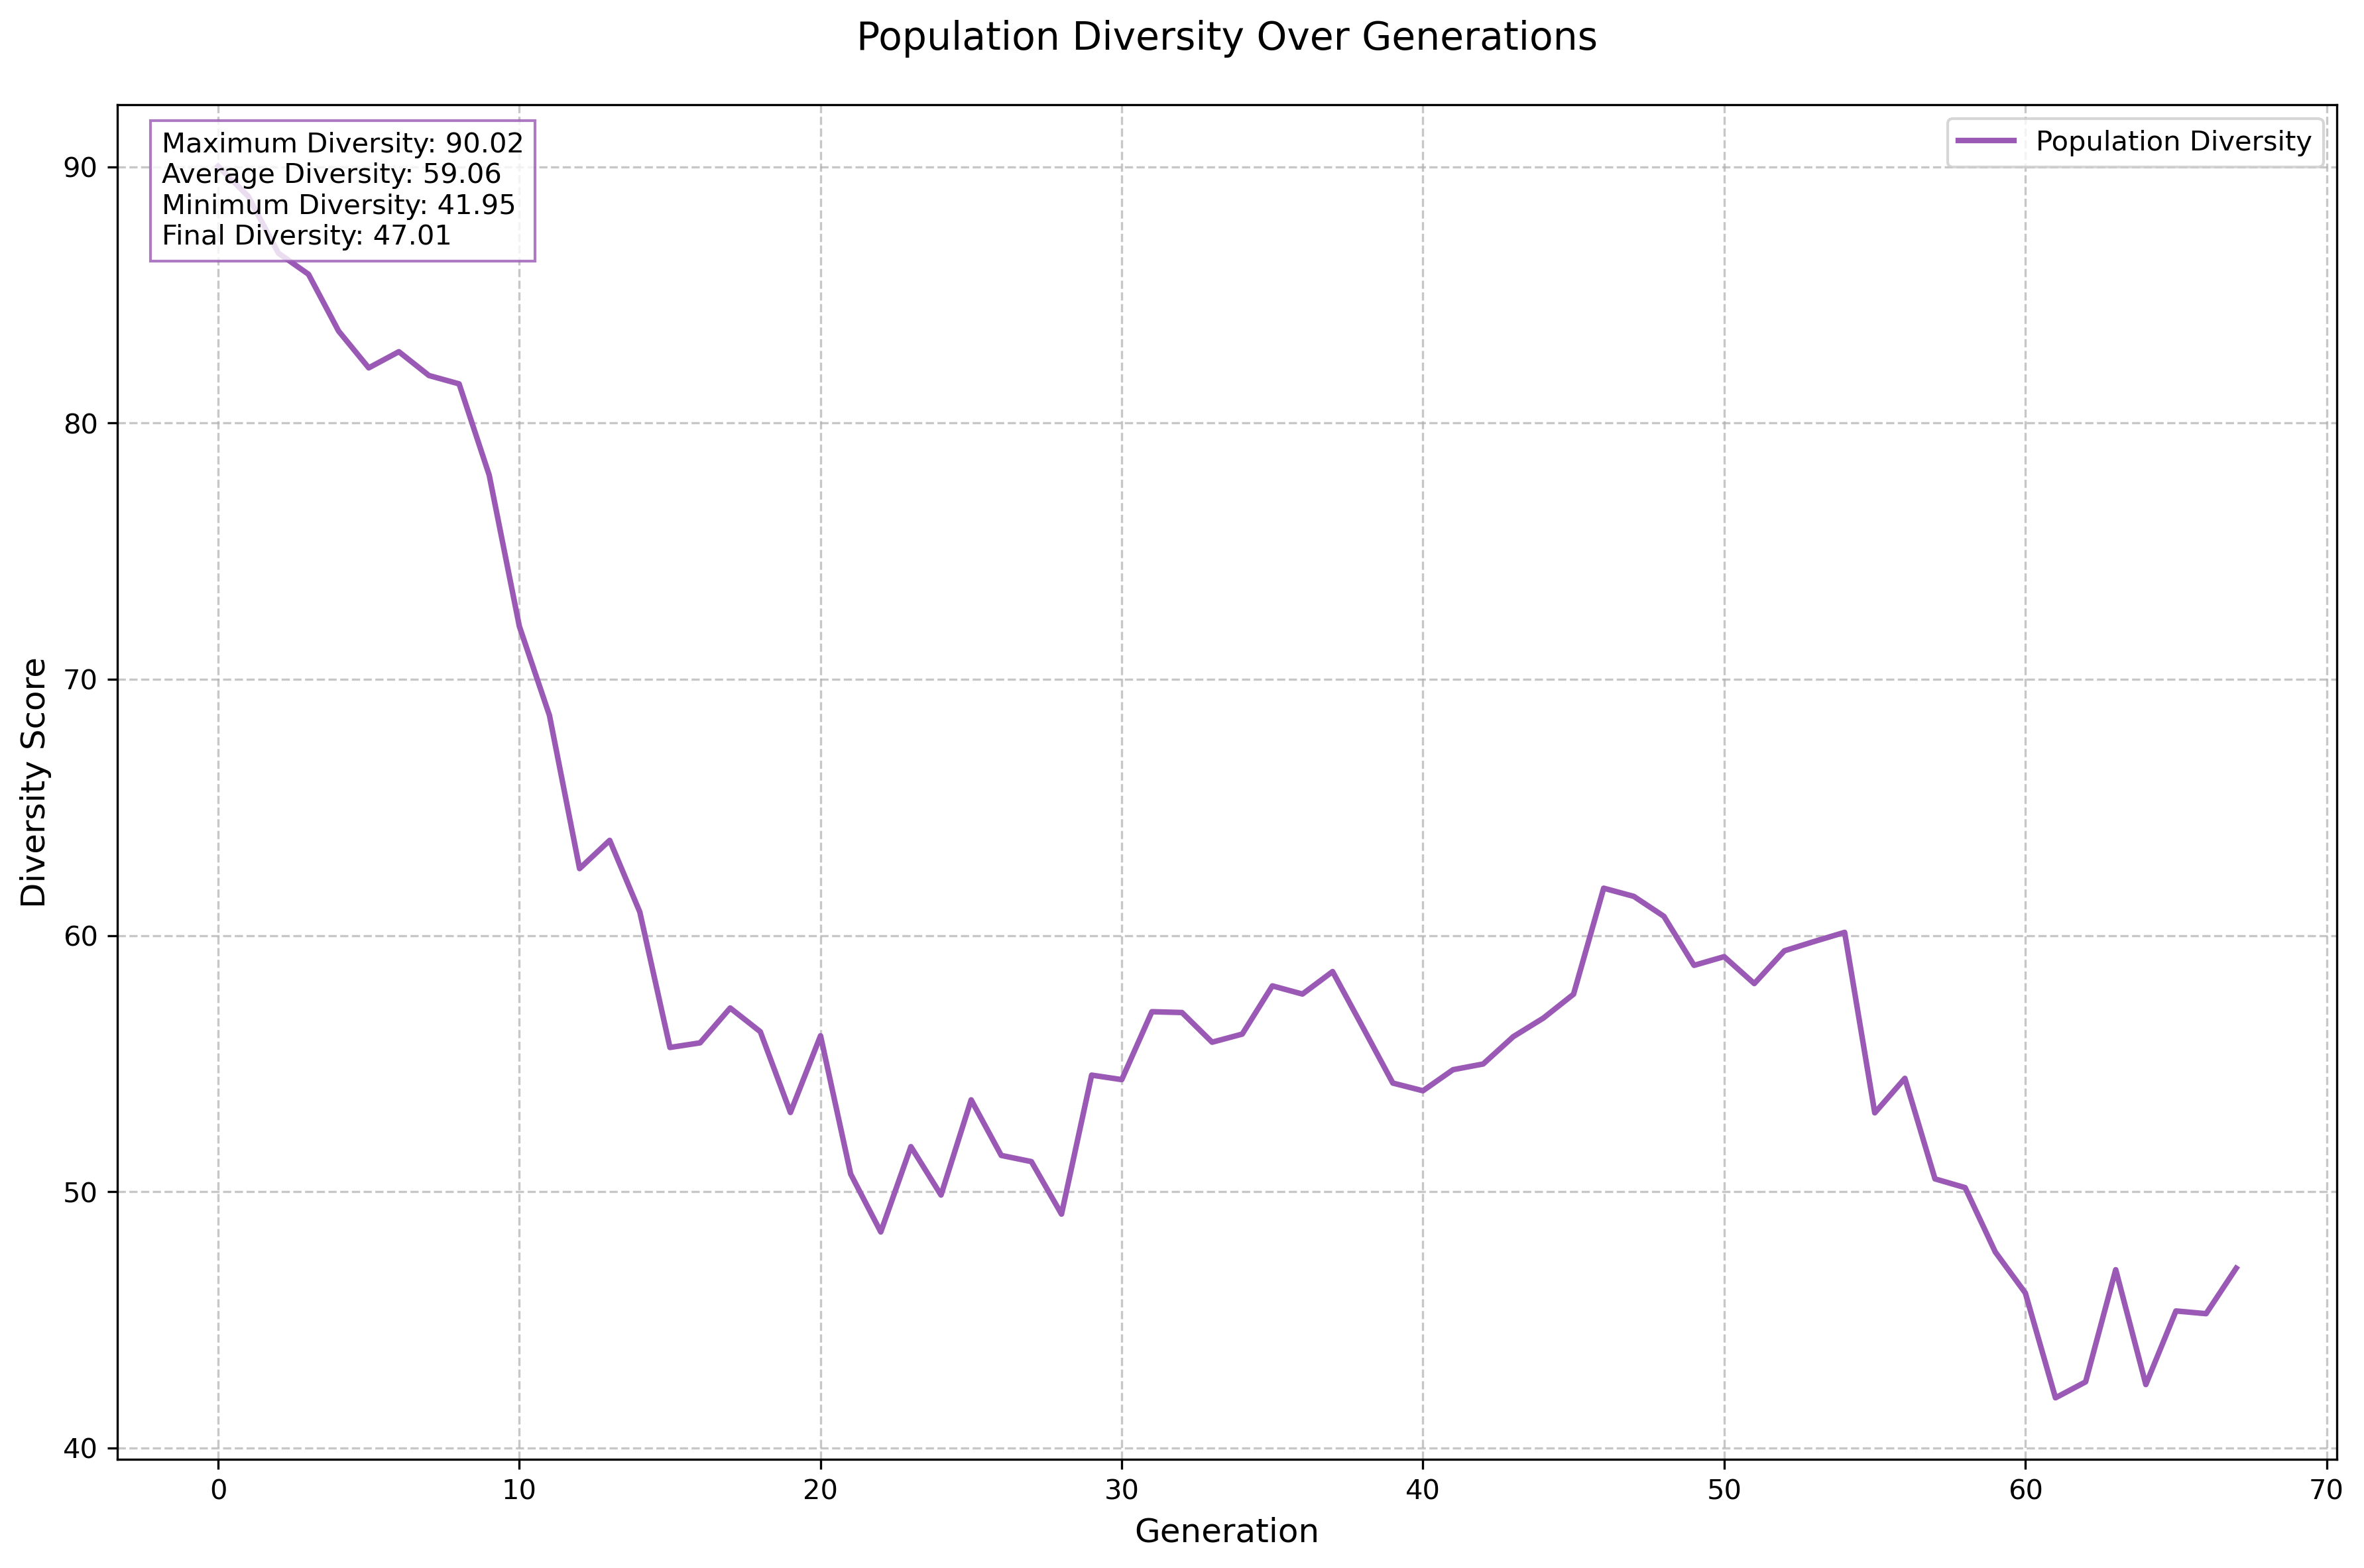 Population Diversity Over Generations
Maximum Diversity: 90.02
Average Diversity: 59.06
Minimum Diversity: 41.95
Final Diversity: 47.01
Population Diversity
Diversity Score
90
80
70
60
50
40
0 10 20 30 40 50 60 70
Generation